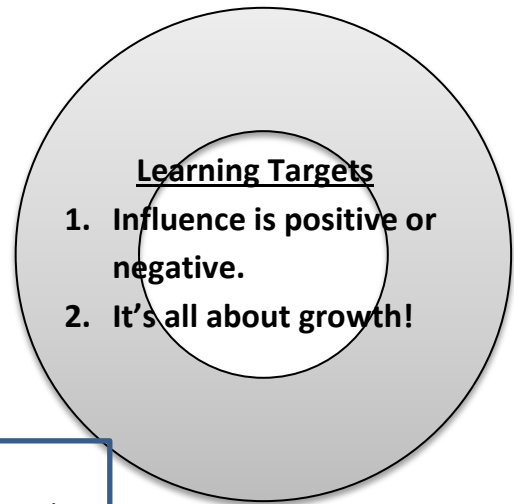 Learning Targets
1. Influence is positive or
negative.
2. It’s all about growth!